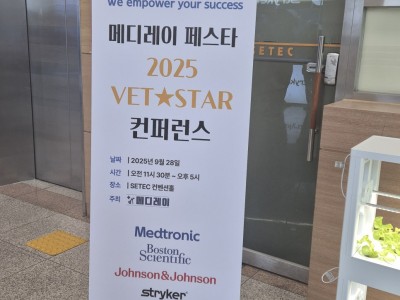 we empower your success
메디레이 페스타
2025
VET★STAR
컨퍼런스
날짜 | 2025년 9월 28일
시간 | 오전 11시 30분 ~ 오후 5시
장소 | SETEC 컨벤션홀
주최 메디레이
Medtronic
Boston
Scientific
Johnson&Johnson
stryker
SETEC